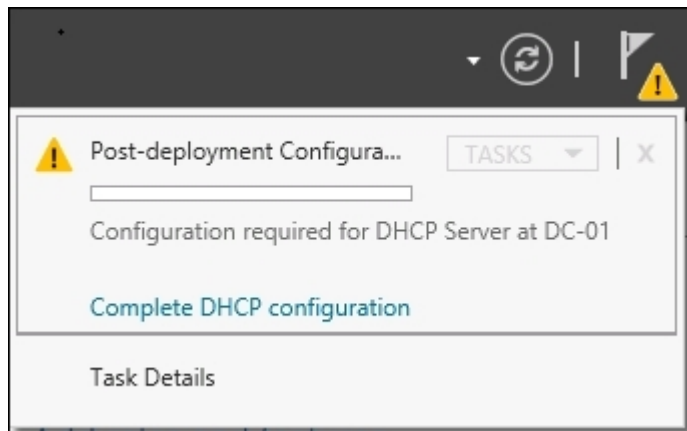 Post-deployment Configura...
TASKS
x
Configuration required for DHCP Server at DC-01
Complete DHCP configuration
Task Details